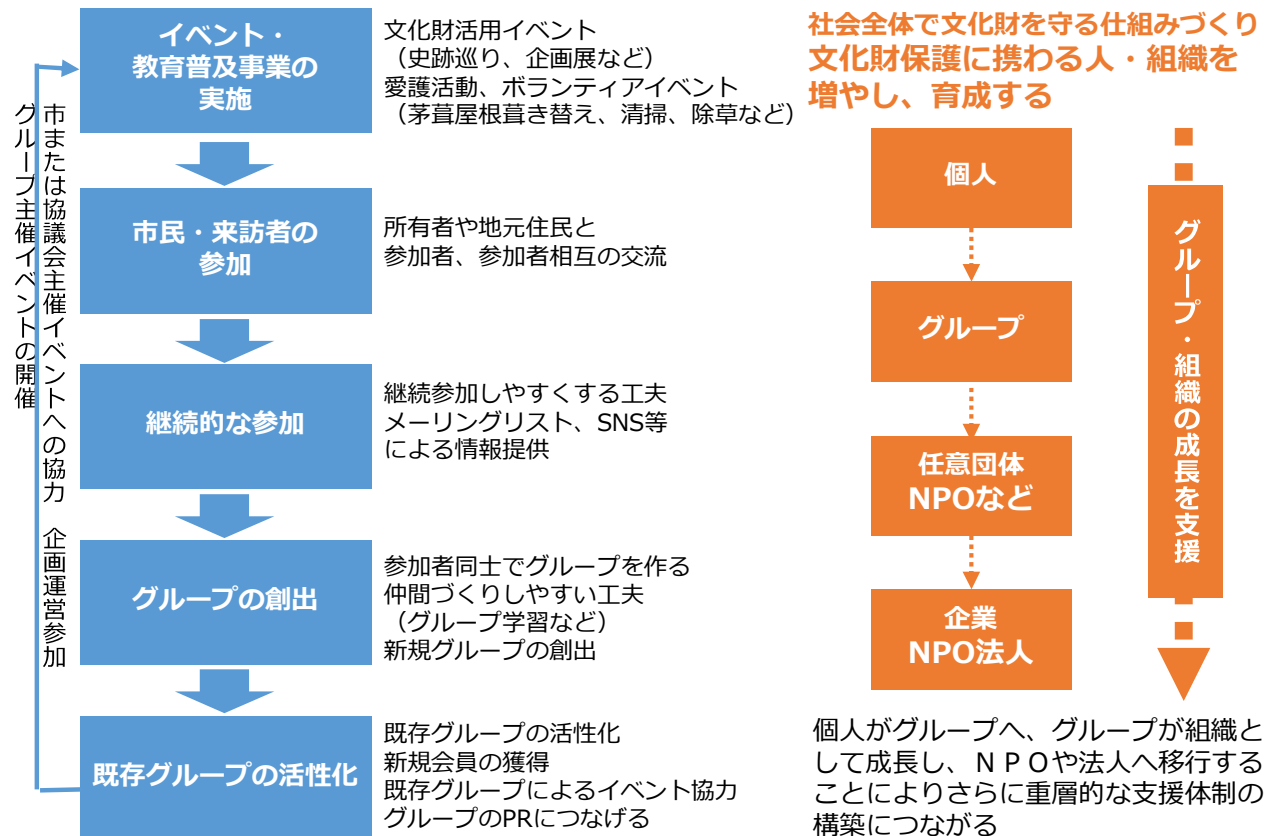 イベント・
教育普及事業の
実施
文化財活用イベント
（史跡巡り、企画展など）
愛護活動、ボランティアイベント
（茅葺屋根葺き替え、清掃、除草など）
市民・来訪者の
参加
所有者や地元住民と
参加者、参加者相互の交流
継続的な参加
継続参加しやすくする工夫
メーリングリスト、SNS等
による情報提供
グループの創出
参加者同士でグループを作る
仲間づくりしやすい工夫
（グループ学習など）
新規グループの創出
既存グループの活性化
既存グループの活性化
新規会員の獲得
既存グループによるイベント協力
グループのPRにつなげる
市または協議会主催イベントへの協力　企画運営参加
グループ主催イベントの開催
社会全体で文化財を守る仕組みづくり
文化財保護に携わる人・組織を
増やし、育成する
個人
グループ
任意団体
NPOなど
企業
NPO法人
グループ・組織の成長を支援
個人がグループへ、グループが組織と
して成長し、ＮＰＯや法人へ移行する
ことによりさらに重層的な支援体制の
構築につながる